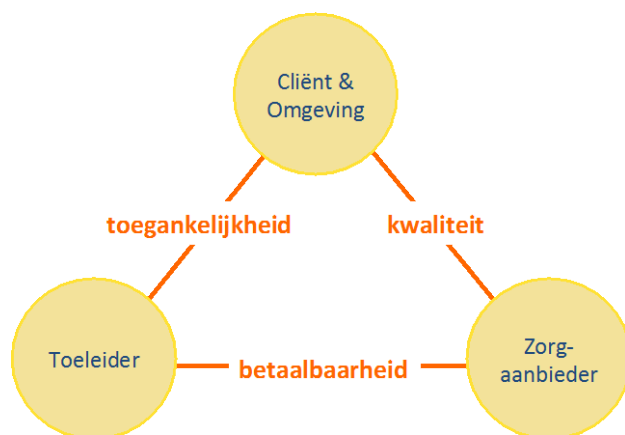 Cliënt &
Omgeving
toegankelijkheid
kwaliteit
Toeleider
betaalbaarheid
Zorg-
aanbieder